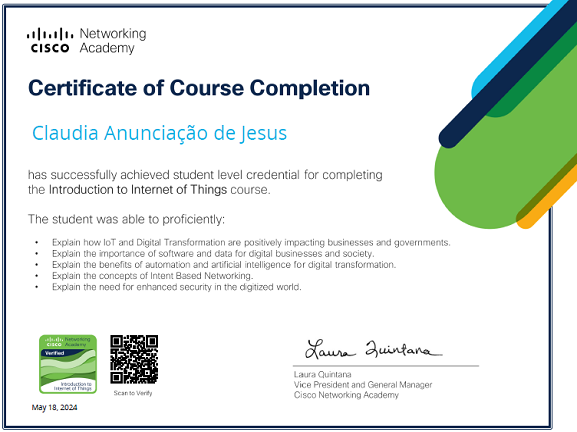 Networking
CISCO Academy
Certificate of Course Completion
Claudia Anunciação de Jesus
has successfully achieved student level credential for completing
the Introduction to Internet of Things course.
The student was able to proficiently:
• Explain how IoT and Digital Transformation are positively impacting businesses and governments.
• Explain the importance of software and data for digital businesses and society.
• Explain the benefits of automation and artificial intelligence for digital transformation.
• Explain the concepts of Intent Based Networking.
• Explain the need for enhanced security in the digitized world.
Networking
CISCO Academy
Verified
Introduction to
Internet of Things
Scan to Verify
May 18, 2024
Laura Quintana
Laura Quintana
Vice President and General Manager
Cisco Networking Academy